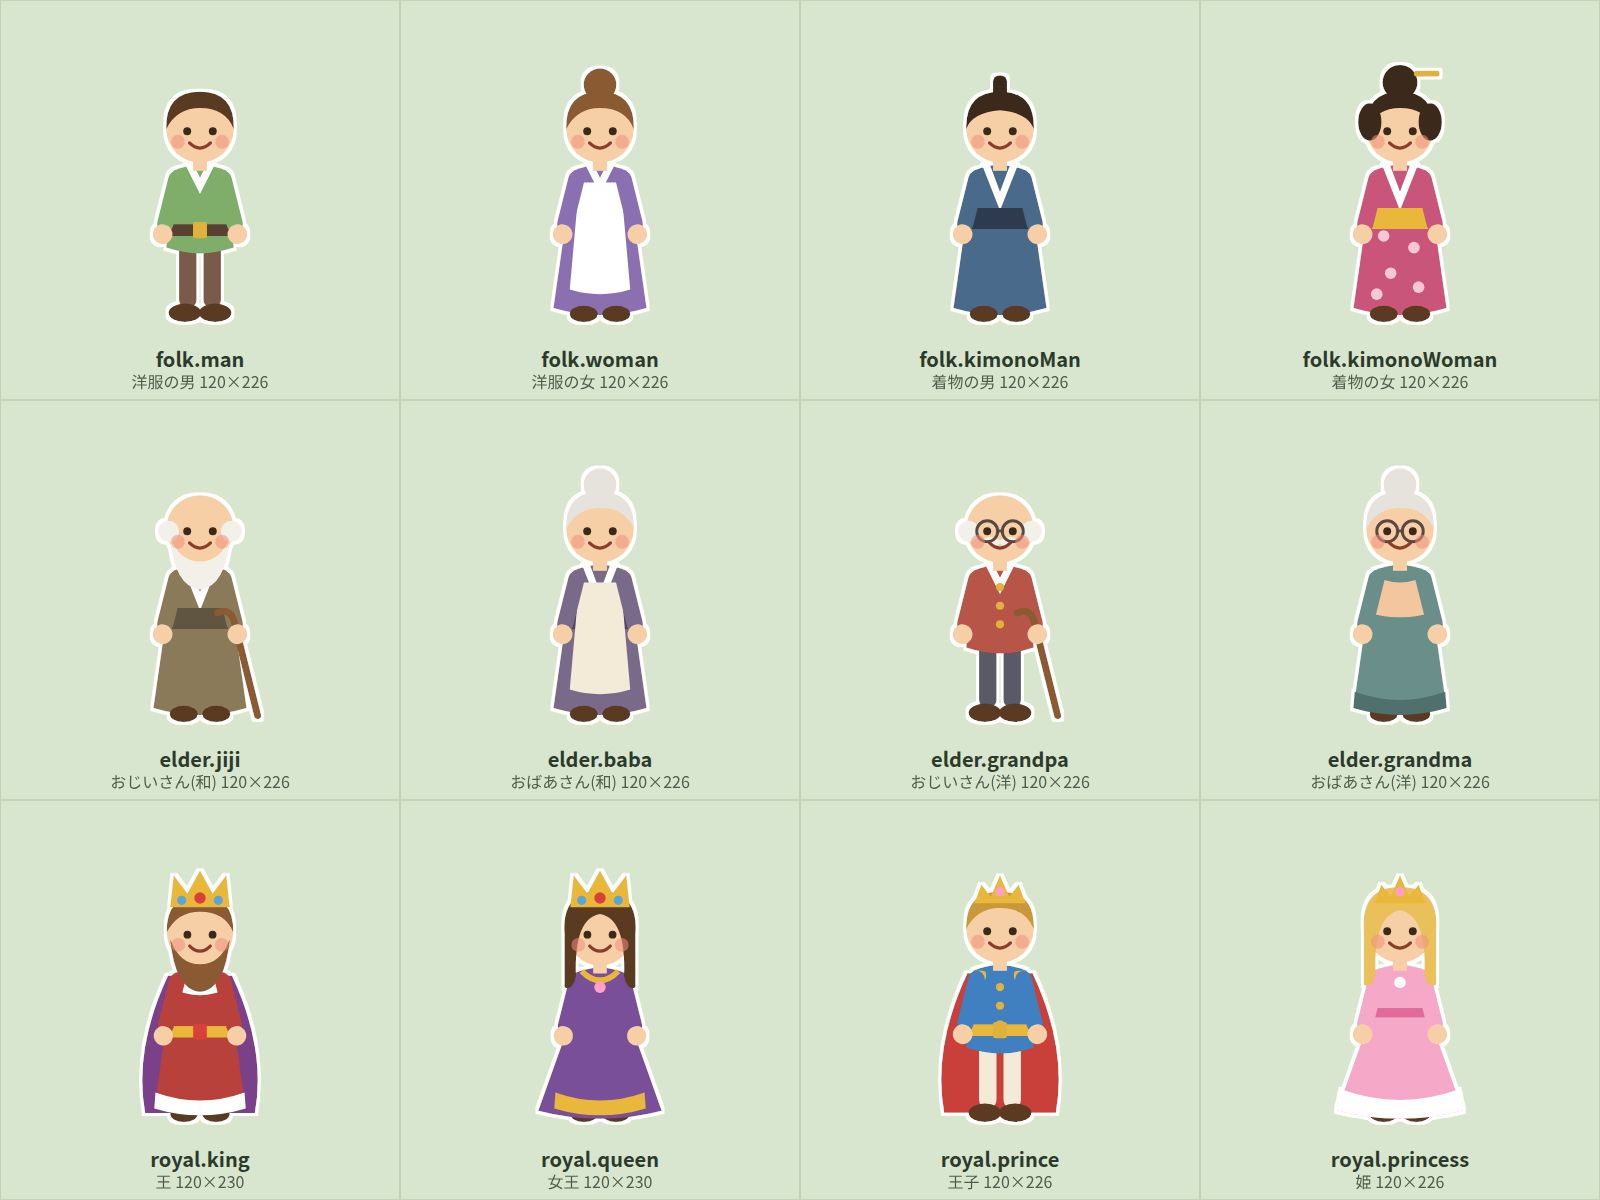 folk.man
洋服の男 120×226
folk.woman
洋服の女 120×226
folk.kimonoMan
着物の男 120×226
folk.kimonoWoman
着物の女 120×226
elder.jiji
おじいさん(和) 120×226
elder.baba
おばあさん(和) 120×226
elder.grandpa
おじいさん(洋) 120×226
elder.grandma
おばあさん(洋) 120×226
royal.king
王 120×230
royal.queen
女王 120×230
royal.prince
王子 120×226
royal.princess
姫 120×226